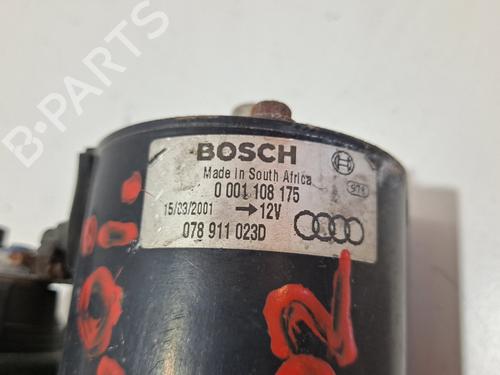 B-PARTS
BOSCH
Made in South Africa
0 001 108 175
15/03/2001 → 12V
078 911 023D